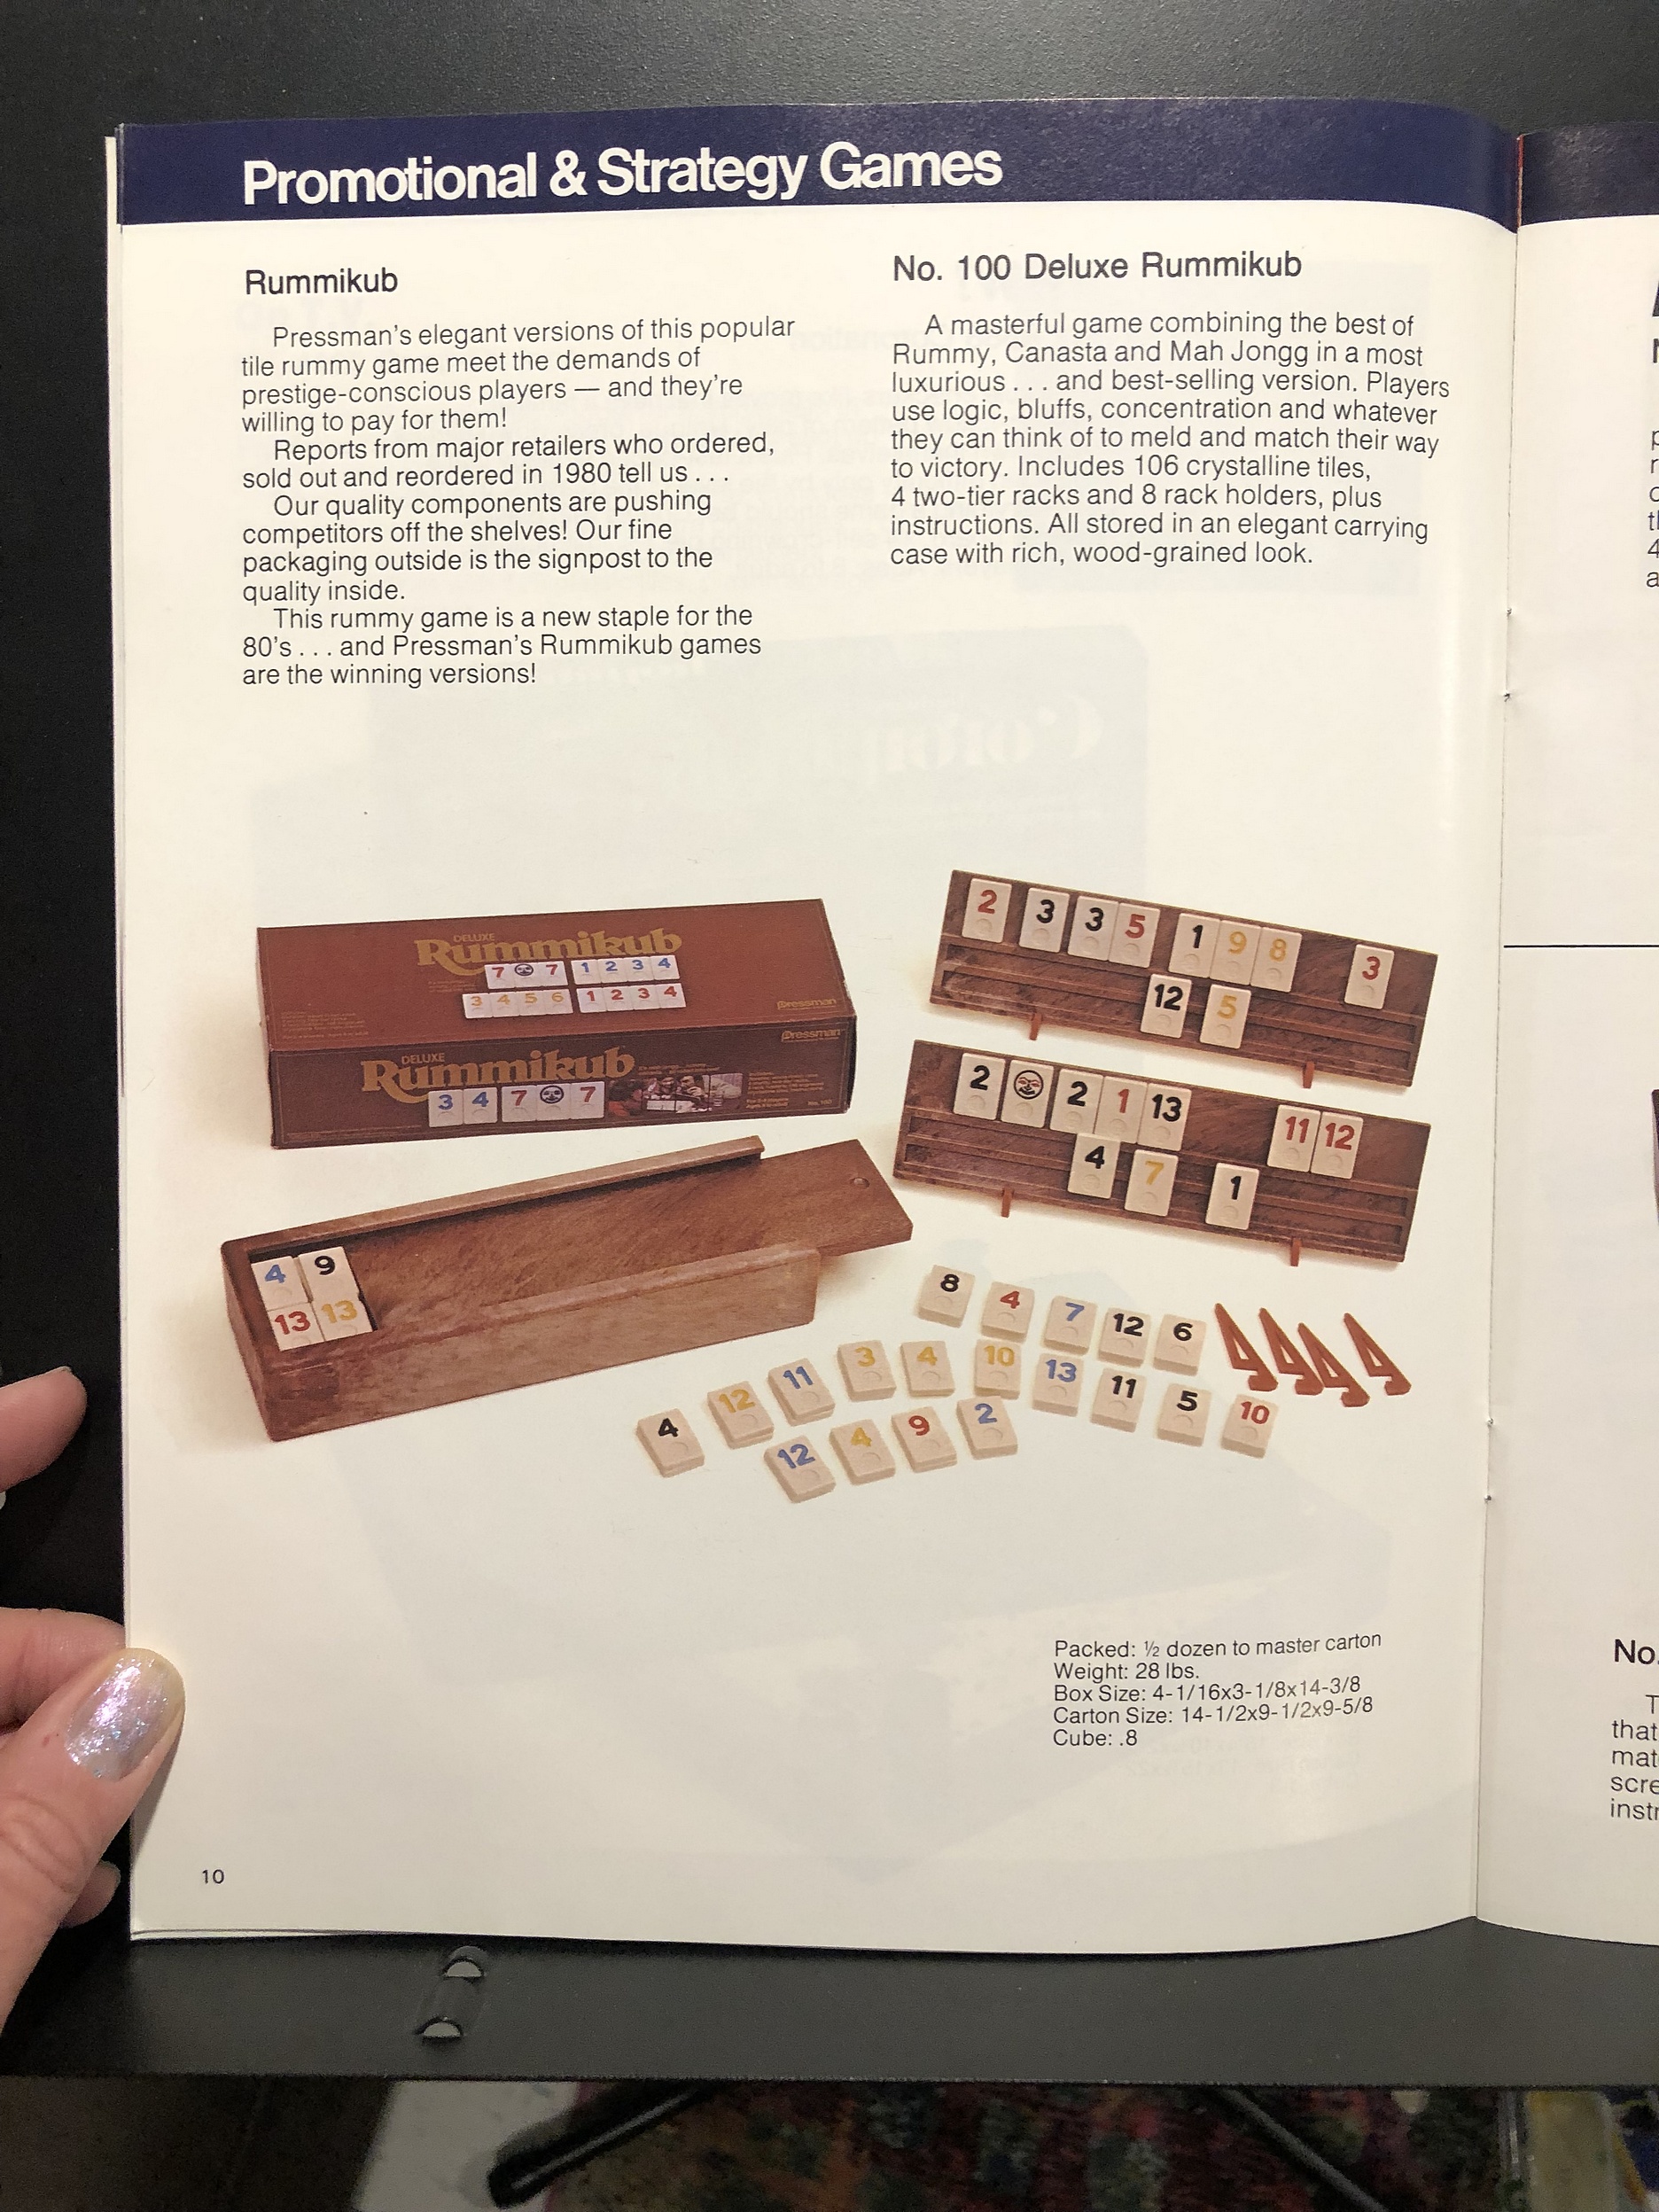 Promotional & Strategy Games
Rummikub
Pressman's elegant versions of this popular
tile rummy game meet the demands of
prestige-conscious players — and they're
willing to pay for them!
Reports from major retailers who ordered,
sold out and reordered in 1980 tell us . . .
Our quality components are pushing
competitors off the shelves! Our fine
packaging outside is the signpost to the
quality inside.
This rummy game is a new staple for the
80's . . . and Pressman's Rummikub games
are the winning versions!
No. 100 Deluxe Rummikub
A masterful game combining the best of
Rummy, Canasta and Mah Jongg in a most
luxurious . . . and best-selling version. Players
use logic, bluffs, concentration and whatever
they can think of to meld and match their way
to victory. Includes 106 crystalline tiles,
4 two-tier racks and 8 rack holders, plus
instructions. All stored in an elegant carrying
case with rich, wood-grained look.
DELUXE
Rummikub
7 7 1 2 3 4
3 4 5 6 1 2 3 4
Pressman
Pressman
DELUXE
Rummikub
3 4 7 7
2 3 3 5 1 9 8 3
12 5
2 2 1 13 11 12
4 7 1
4 9
13 13
8 4 7 12 6
4 12 11 3 4 10 13 11 5 10
12 4 9 2
Packed: ½ dozen to master carton
Weight: 28 lbs.
Box Size: 4-1/16x3-1/8x14-3/8
Carton Size: 14-1/2x9-1/2x9-5/8
Cube: .8
10
No.
that
mat
scre
instr